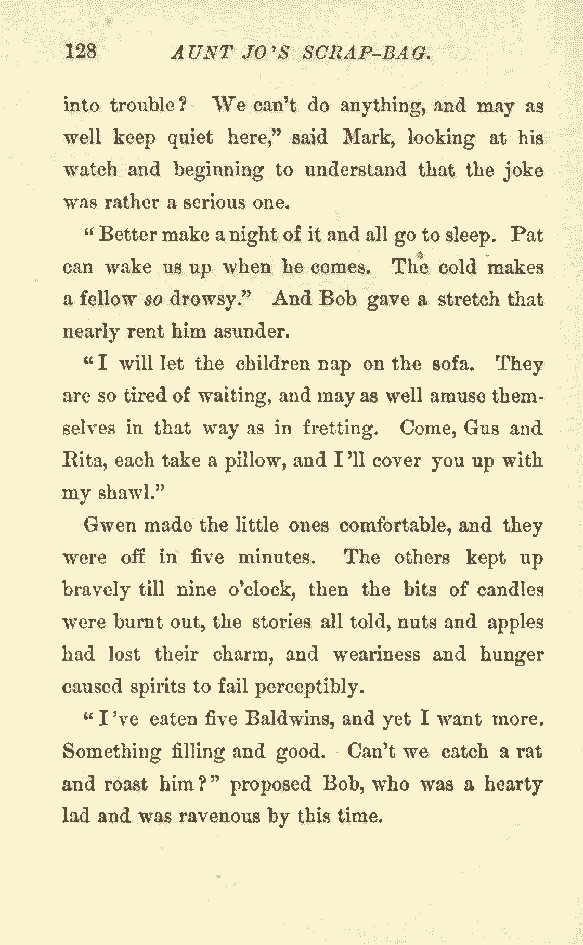 128 AUNT JO'S SCRAP-BAG.
into trouble? We can't do anything, and may as
well keep quiet here,” said Mark, looking at his
watch and beginning to understand that the joke
was rather a serious one.
“Better make a night of it and all go to sleep. Pat
can wake us up when he comes. The cold makes
a fellow so drowsy.” And Bob gave a stretch that
nearly rent him asunder.
“I will let the children nap on the sofa. They
are so tired of waiting, and may as well amuse them-
selves in that way as in fretting. Come, Gus and
Rita, each take a pillow, and I'll cover you up with
my shawl.”
Gwen made the little ones comfortable, and they
were off in five minutes. The others kept up
bravely till nine o'clock, then the bits of candles
were burnt out, the stories all told, nuts and apples
had lost their charm, and weariness and hunger
caused spirits to fail perceptibly.
“I've eaten five Baldwins, and yet I want more.
Something filling and good. Can't we catch a rat
and roast him?” proposed Bob, who was a hearty
lad and was ravenous by this time.